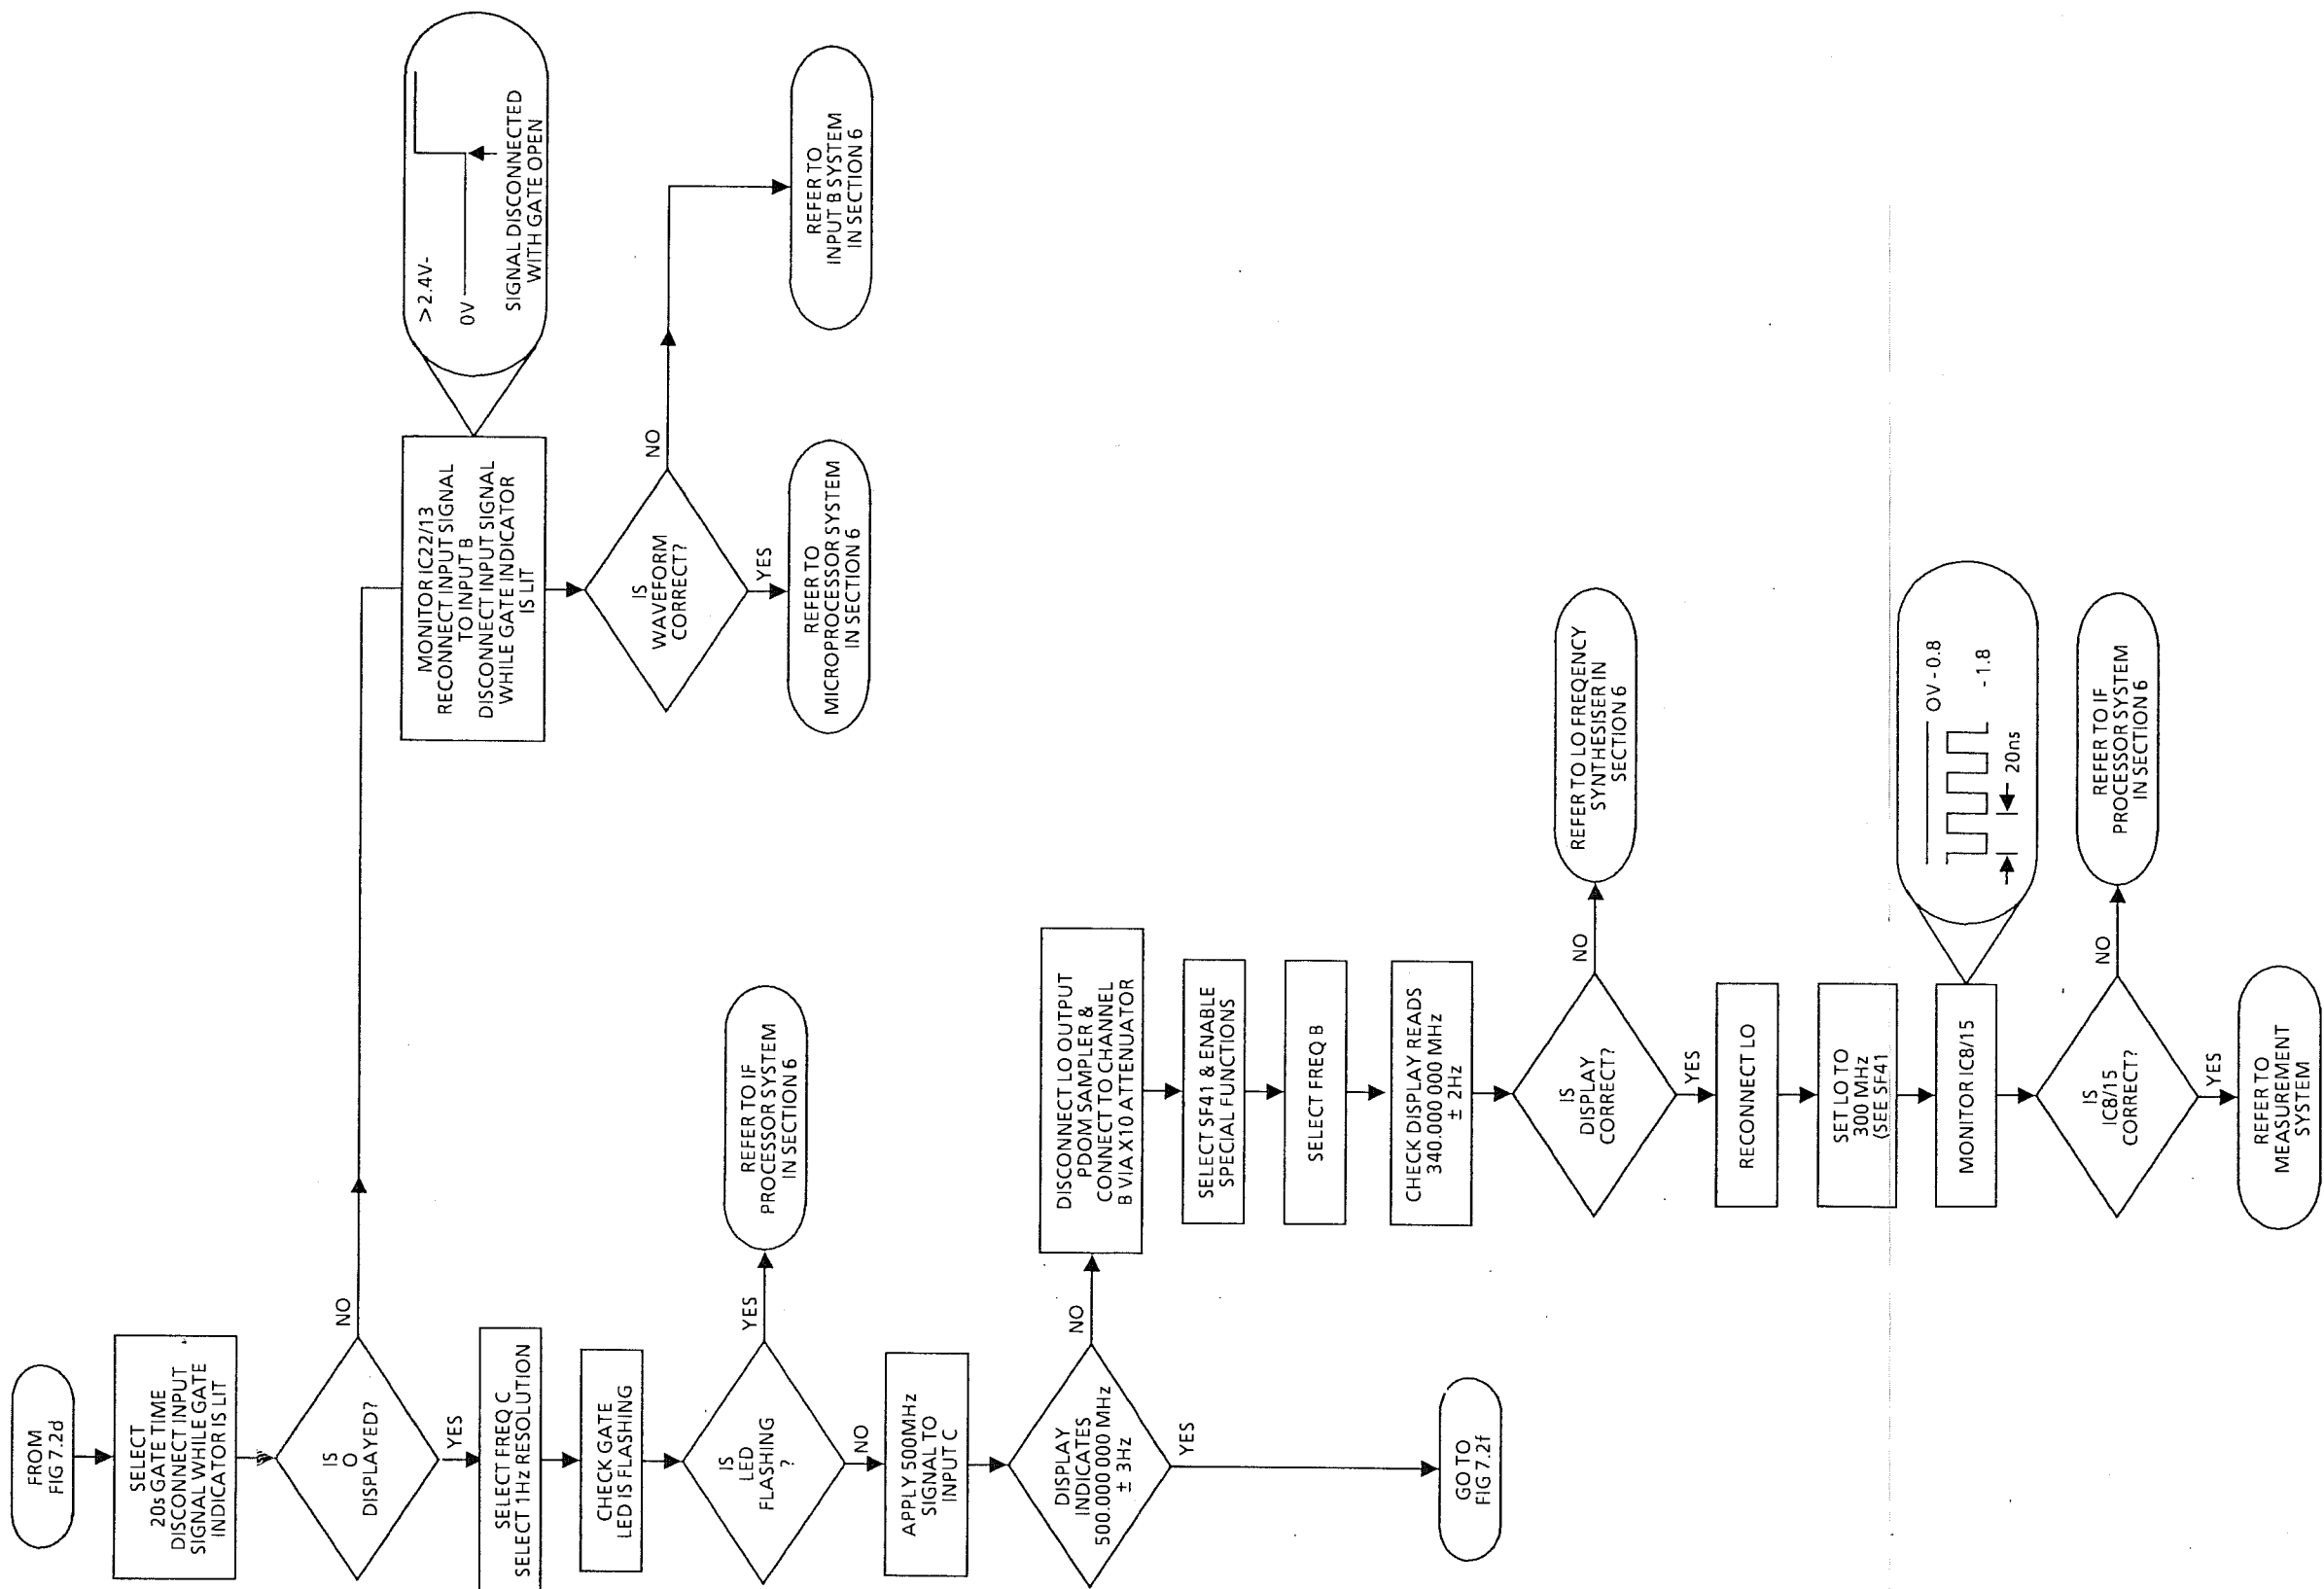 FROM
FIG 7.2d
SELECT
20s GATE TIME
DISCONNECT INPUT
SIGNAL WHILE GATE
INDICATOR IS LIT
IS
O
DISPLAYED?
NO
YES
MONITOR IC22/13
RECONNECT INPUT SIGNAL
TO INPUT B
DISCONNECT INPUT SIGNAL
WHILE GATE INDICATOR
IS LIT
>2.4V-
0V
SIGNAL DISCONNECTED
WITH GATE OPEN
IS
WAVEFORM
CORRECT?
NO
YES
REFER TO
INPUT B SYSTEM
IN SECTION 6
REFER TO
MICROPROCESSOR SYSTEM
IN SECTION 6
SELECT FREQ C
SELECT 1Hz RESOLUTION
CHECK GATE
LED IS FLASHING
IS
LED
FLASHING
?
YES
NO
REFER TO IF
PROCESSOR SYSTEM
IN SECTION 6
APPLY 500MHz
SIGNAL TO
INPUT C
DISPLAY
INDICATES
500.000 000 MHz
± 3Hz
NO
YES
GO TO
FIG 7.2f
DISCONNECT LO OUTPUT
PDOM SAMPLER &
CONNECT TO CHANNEL
B VIA X10 ATTENUATOR
SELECT SF41 & ENABLE
SPECIAL FUNCTIONS
SELECT FREQ B
CHECK DISPLAY READS
340.000 000 MHz
± 2Hz
IS
DISPLAY
CORRECT?
NO
YES
REFER TO LO FREQENCY
SYNTHESISER IN
SECTION 6
RECONNECT LO
SET LO TO
300 MHz
(SEE SF41
MONITOR IC8/15
OV -0.8
- 1.8
20ns
IS
IC8/15
CORRECT?
NO
YES
REFER TO IF
PROCESSOR SYSTEM
IN SECTION 6
REFER TO
MEASUREMENT
SYSTEM